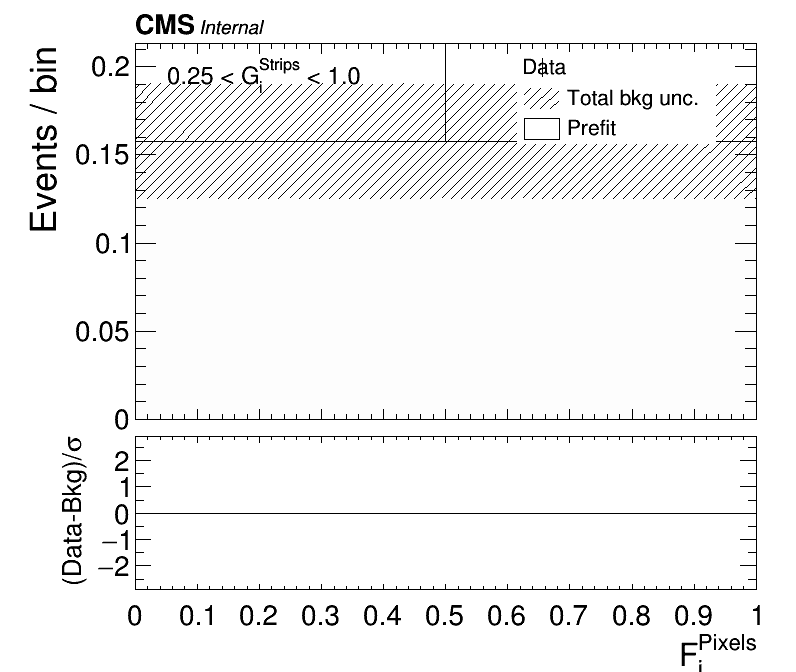 CMS Internal
Events / bin
0.25 < G_i^Strips < 1.0
Data
Total bkg unc.
Prefit
0.2
0.15
0.1
0.05
0
(Data-Bkg)/σ
2
1
0
−1
−2
0 0.1 0.2 0.3 0.4 0.5 0.6 0.7 0.8 0.9 1
F_i^Pixels